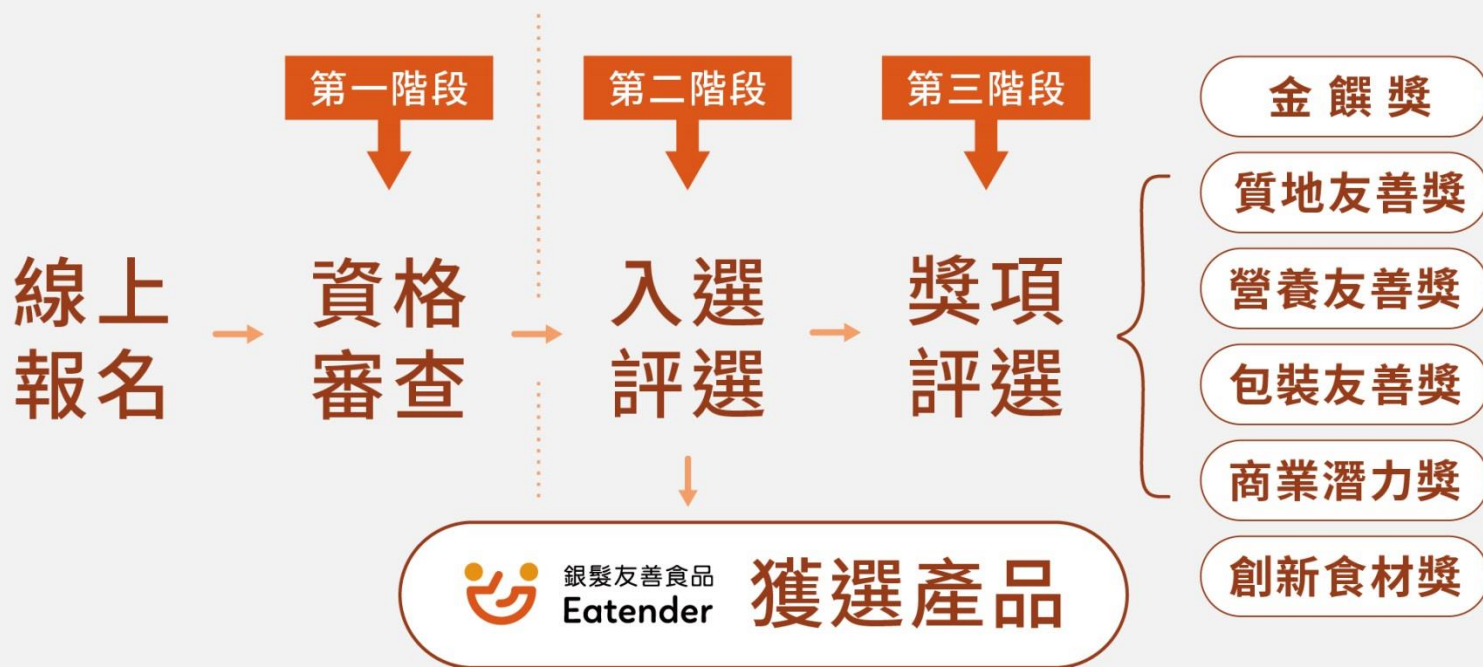 第一階段
第二階段
第三階段
線上
報名
資格
審查
入選
評選
獎項
評選
金饌獎
質地友善獎
營養友善獎
包裝友善獎
商業潛力獎
創新食材獎
銀髮友善食品
Eatender
獲選產品